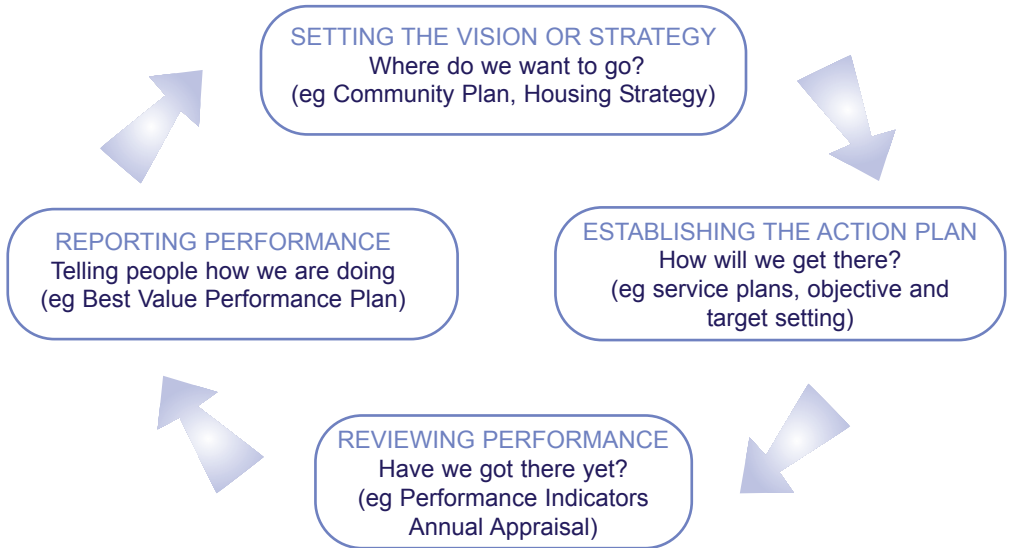 SETTING THE VISION OR STRATEGY
Where do we want to go?
(eg Community Plan, Housing Strategy)
REPORTING PERFORMANCE
Telling people how we are doing
(eg Best Value Performance Plan)
ESTABLISHING THE ACTION PLAN
How will we get there?
(eg service plans, objective and
target setting)
REVIEWING PERFORMANCE
Have we got there yet?
(eg Performance Indicators
Annual Appraisal)